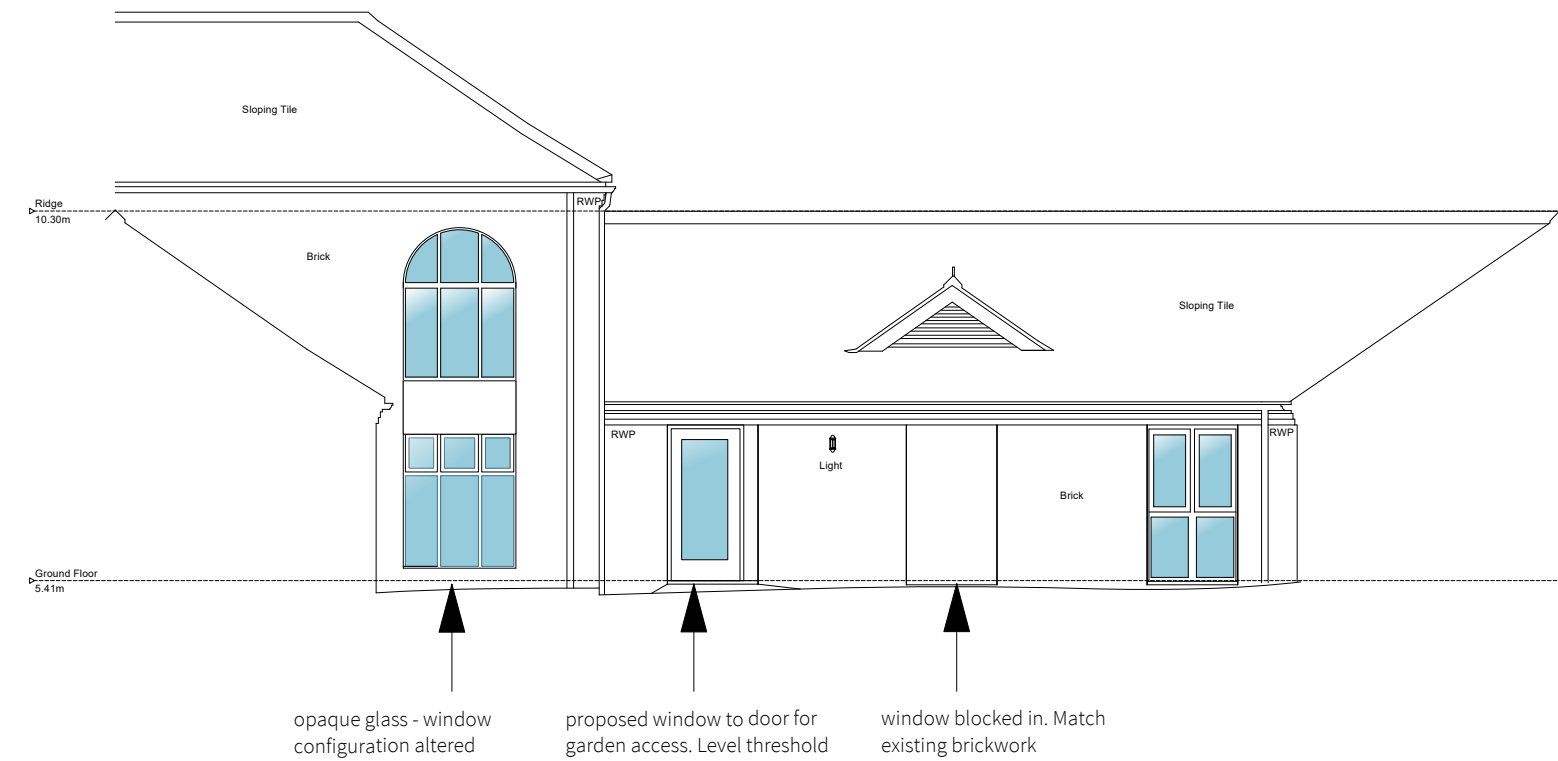 Sloping Tile
Ridge
10.30m
RWP
Brick
Sloping Tile
RWP
Light
Brick
RWP
Ground Floor
5.41m
opaque glass - window
configuration altered
proposed window to door for
garden access. Level threshold
window blocked in. Match
existing brickwork